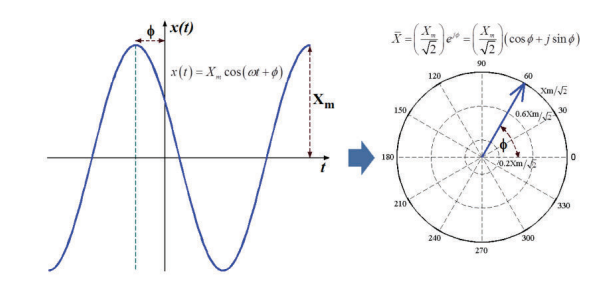 ϕ
x(t)
x(t) = X_m cos(ωt + ϕ)
X_m
t
X̄ = (X_m/√2) e^{jϕ} = (X_m/√2)(cos ϕ + j sin ϕ)
90
120
60
Xm/√2
150
0.6Xm/√2
30
ϕ
180
0.2Xm/√2
0
210
330
240
300
270